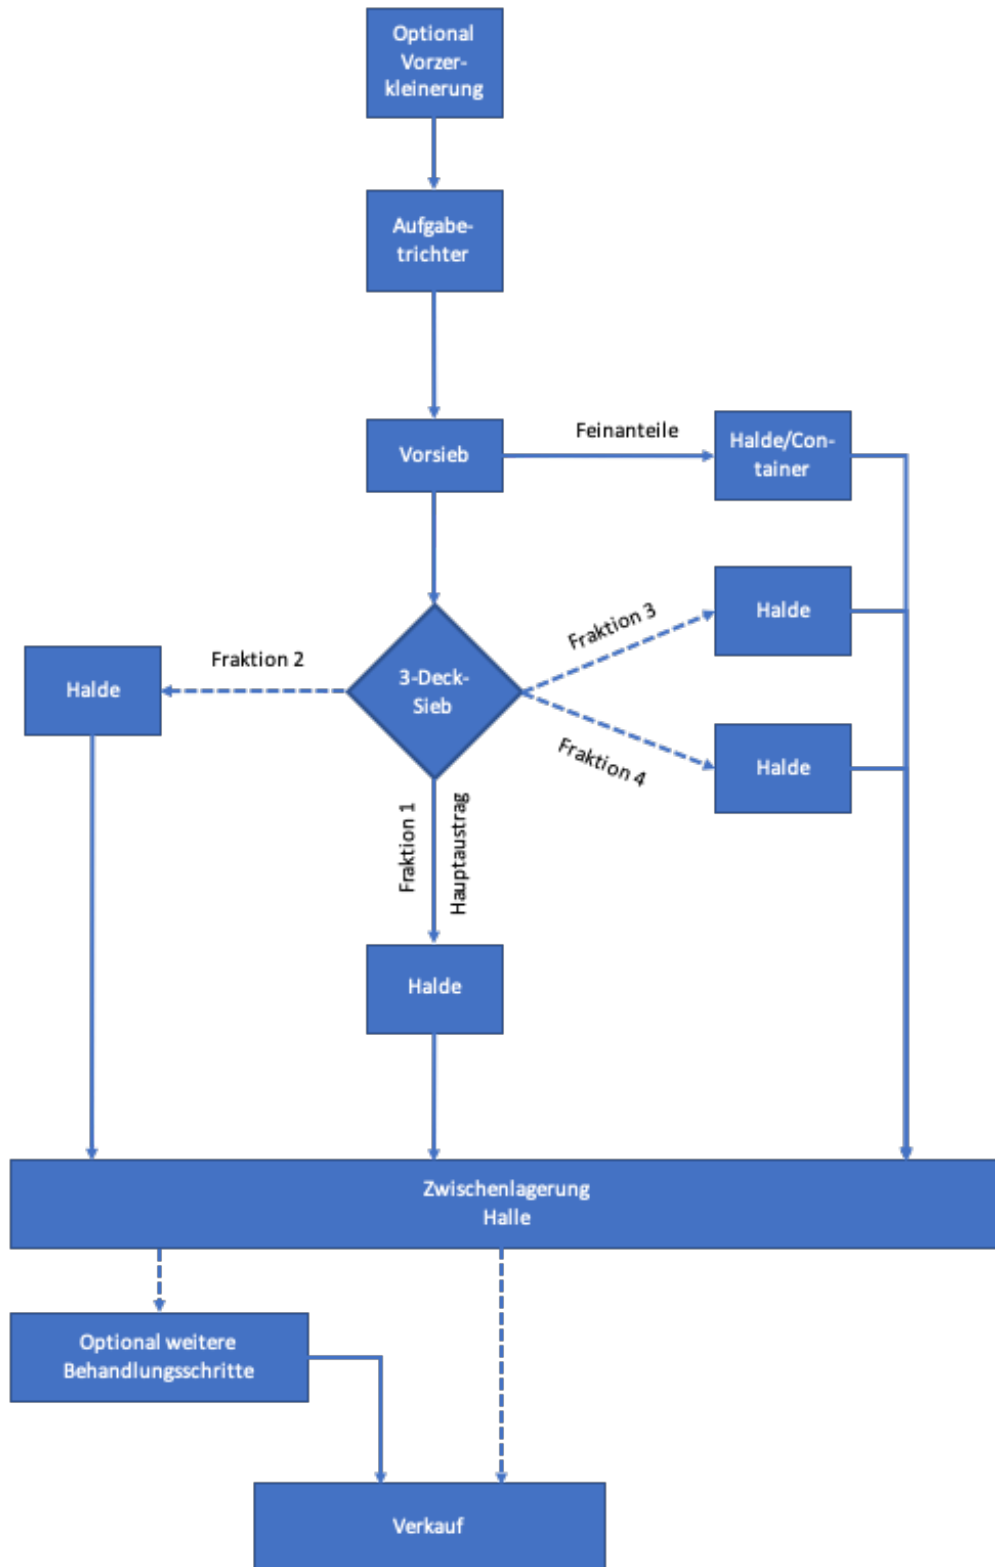 Optional
Vorzer-
kleinerung
Aufgabe-
trichter
Vorsieb
Feinanteile
Halde/Con-
tainer
Fraktion 3
Halde
Fraktion 2
Halde
3-Deck-
Sieb
Fraktion 4
Halde
Fraktion 1
Hauptaustrag
Halde
Zwischenlagerung
Halle
Optional weitere
Behandlungsschritte
Verkauf